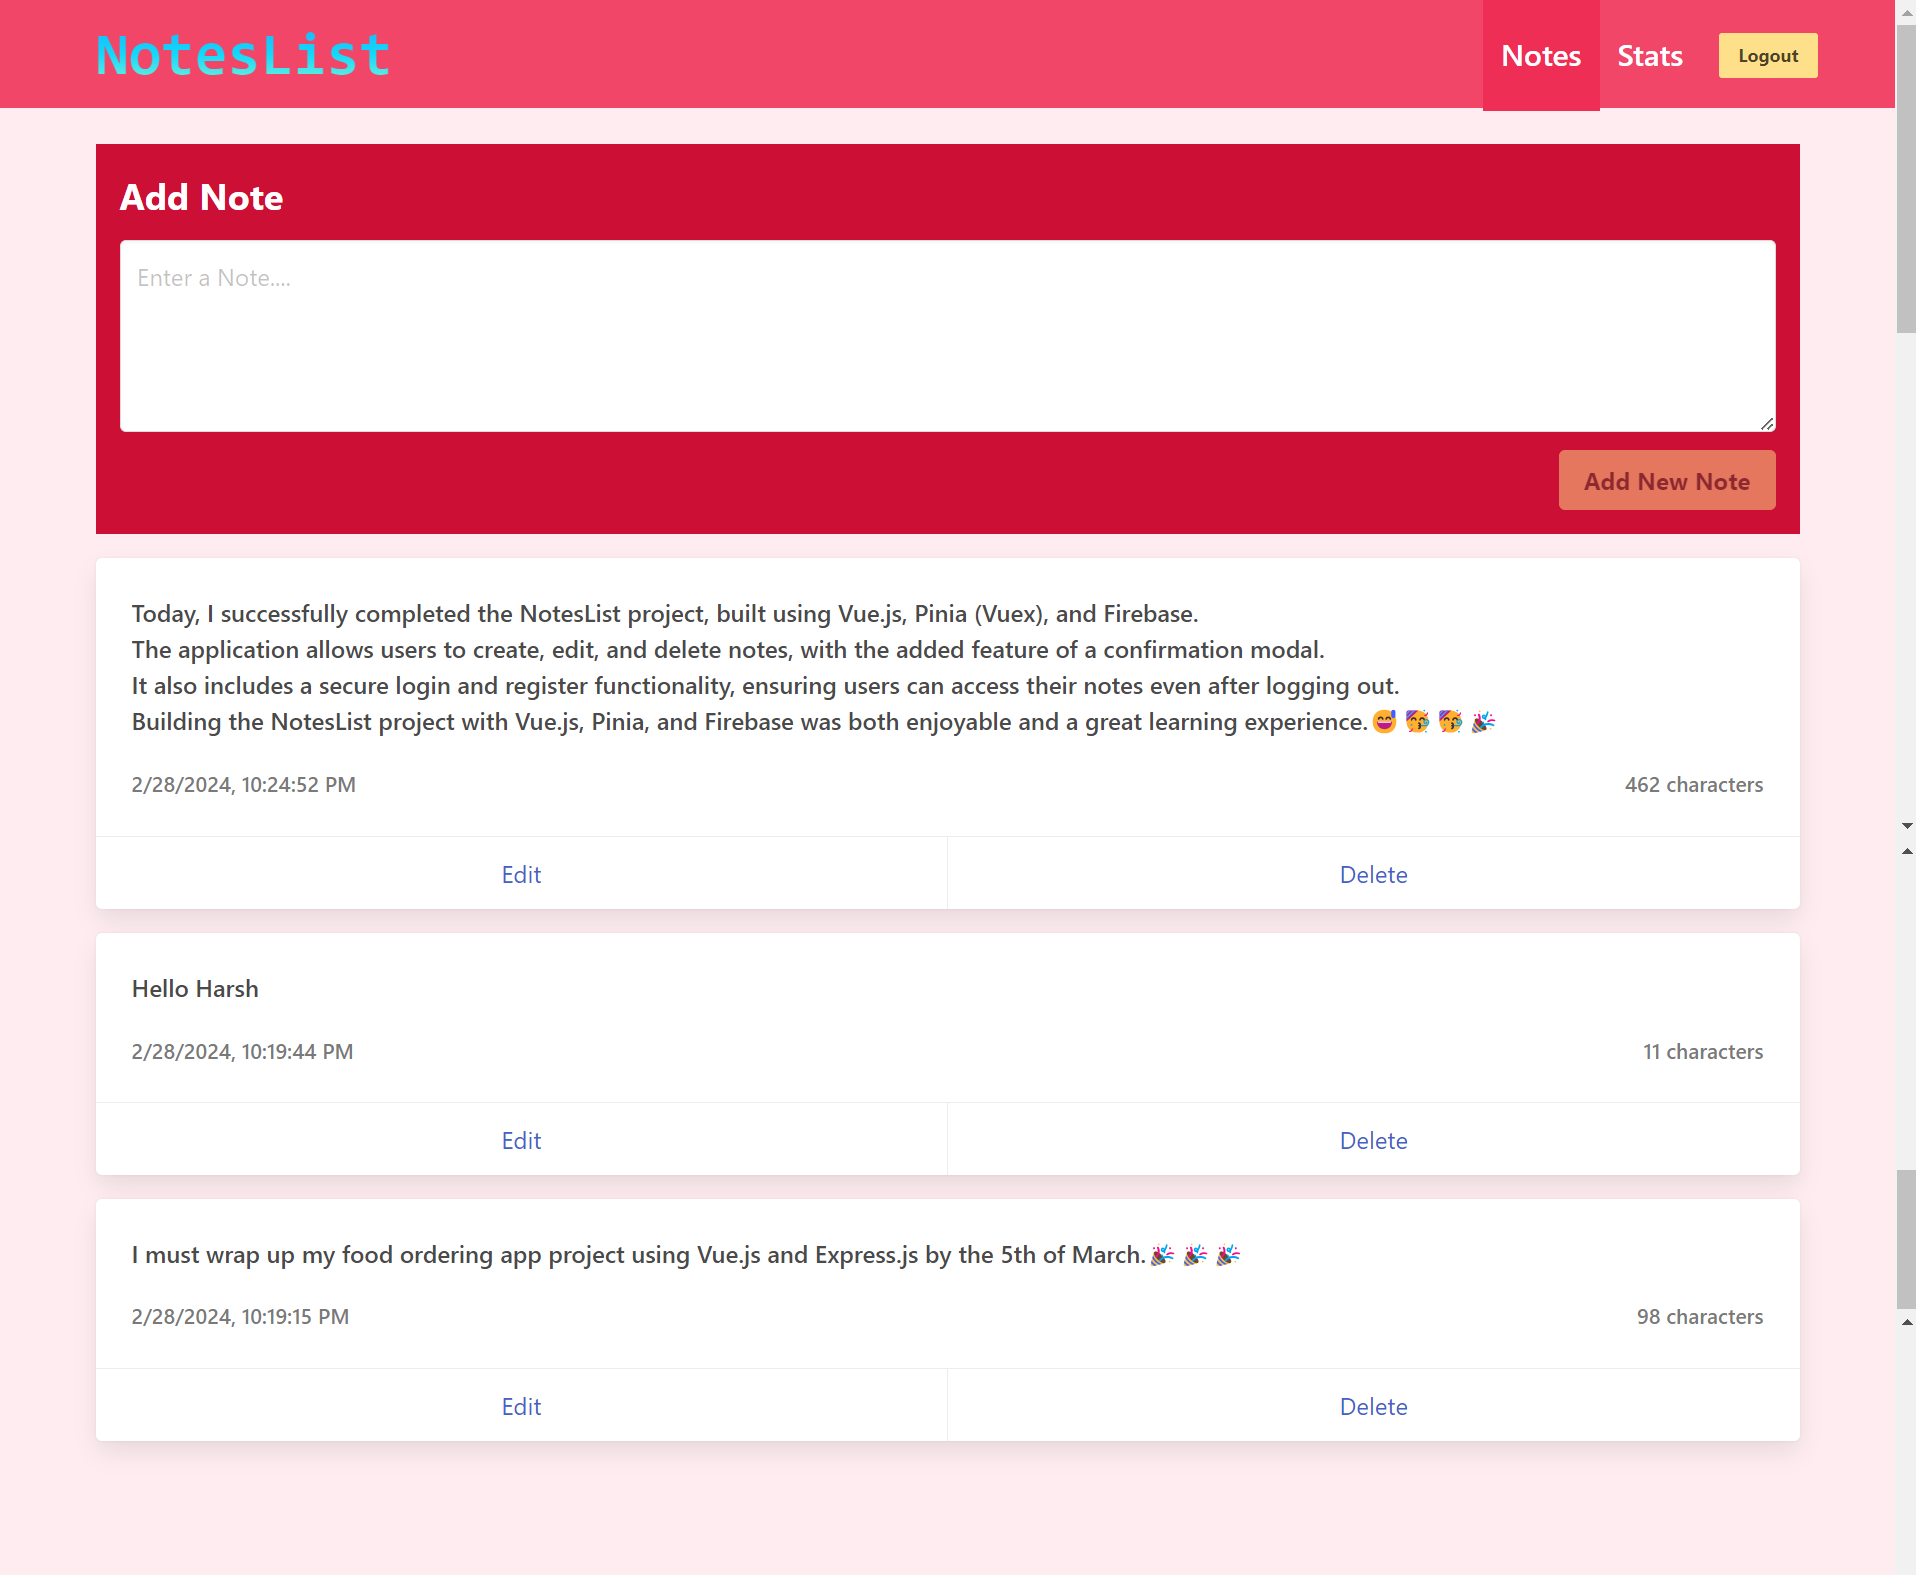 NotesList
Notes
Stats
Logout
Add Note
Enter a Note....
Add New Note
Today, I successfully completed the NotesList project, built using Vue.js, Pinia (Vuex), and Firebase.
The application allows users to create, edit, and delete notes, with the added feature of a confirmation modal.
It also includes a secure login and register functionality, ensuring users can access their notes even after logging out.
Building the NotesList project with Vue.js, Pinia, and Firebase was both enjoyable and a great learning experience.😅 🥳 🥳 🎉
2/28/2024, 10:24:52 PM
462 characters
Edit
Delete
Hello Harsh
2/28/2024, 10:19:44 PM
11 characters
Edit
Delete
I must wrap up my food ordering app project using Vue.js and Express.js by the 5th of March.🎉 🎉 🎉
2/28/2024, 10:19:15 PM
98 characters
Edit
Delete